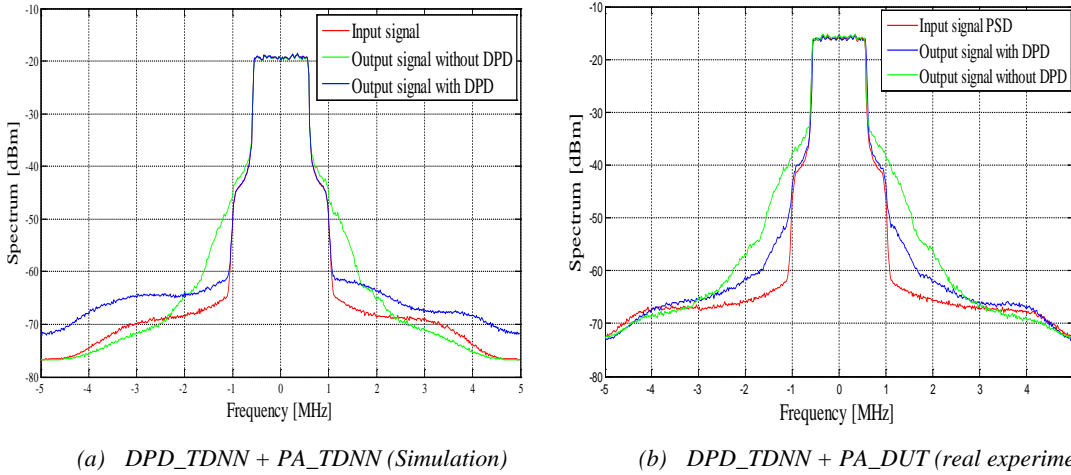 -10
-20
-30
-40
-50
-60
-70
-80
-5 -4 -3 -2 -1 0 1 2 3 4 5
Spectrum [dBm]
Frequency [MHz]
Input signal
Output signal without DPD
Output signal with DPD
(a) DPD_TDNN + PA_TDNN (Simulation)
-10
-20
-30
-40
-50
-60
-70
-80
-5 -4 -3 -2 -1 0 1 2 3 4 5
Spectrum [dBm]
Frequency [MHz]
Input signal PSD
Output signal with DPD
Output signal without DPD
(b) DPD_TDNN + PA_DUT (real experime